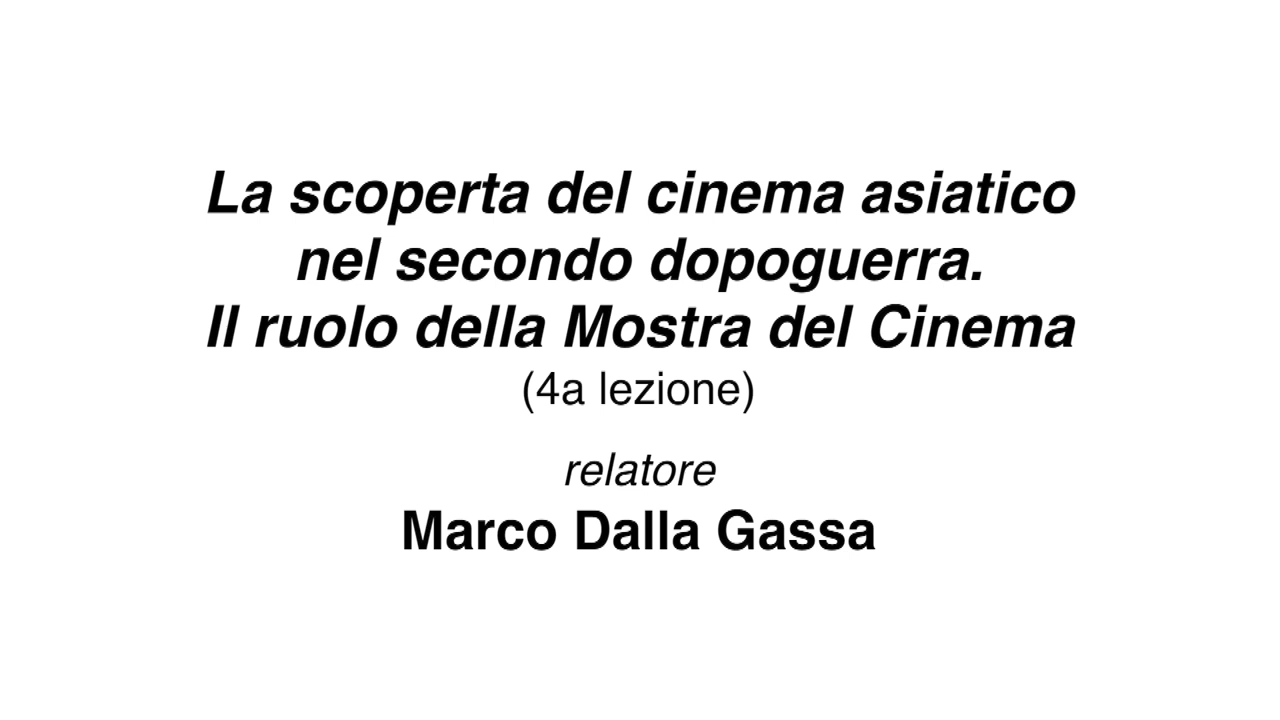 La scoperta del cinema asiatico
nel secondo dopoguerra.
Il ruolo della Mostra del Cinema
(4a lezione)
relatore
Marco Dalla Gassa